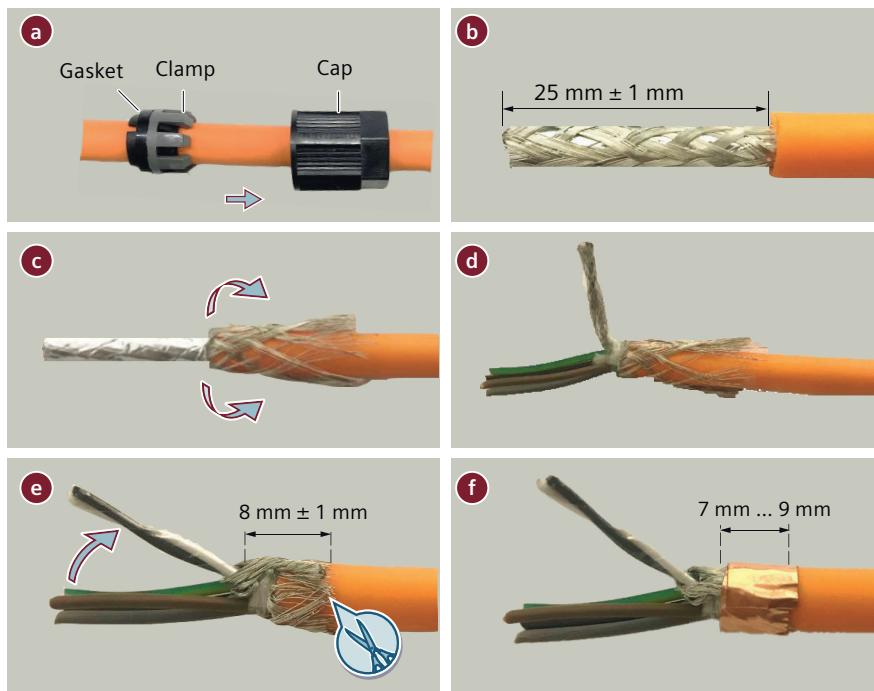 a
Gasket
Clamp
Cap
b
25 mm ± 1 mm
c
d
e
8 mm ± 1 mm
f
7 mm ... 9 mm